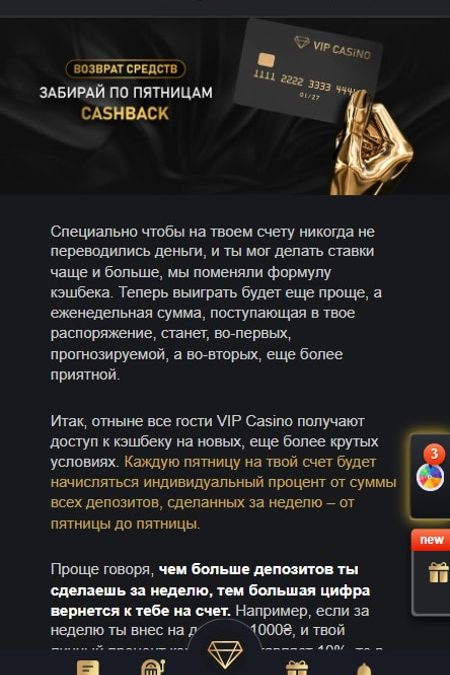 VIP CASINO
1111 2222 3333 444
01/27
ВОЗВРАТ СРЕДСТВ
ЗАБИРАЙ ПО ПЯТНИЦАМ
CASHBACK
Специально чтобы на твоем счету никогда не
переводились деньги, и ты мог делать ставки
чаще и больше, мы поменяли формулу
кэшбека. Теперь выиграть будет еще проще, а
еженедельная сумма, поступающая в твое
распоряжение, станет, во-первых,
прогнозируемой, а во-вторых, еще более
приятной.
Итак, отныне все гости VIP Casino получают
доступ к кэшбеку на новых, еще более крутых
условиях. Каждую пятницу на твой счет будет
начисляться индивидуальный процент от суммы
всех депозитов, сделанных за неделю – от
пятницы до пятницы.
3
new
Проще говоря, чем больше депозитов ты
сделаешь за неделю, тем большая цифра
вернется к тебе на счет. Например, если за
неделю ты внес на 1000₴, и твой